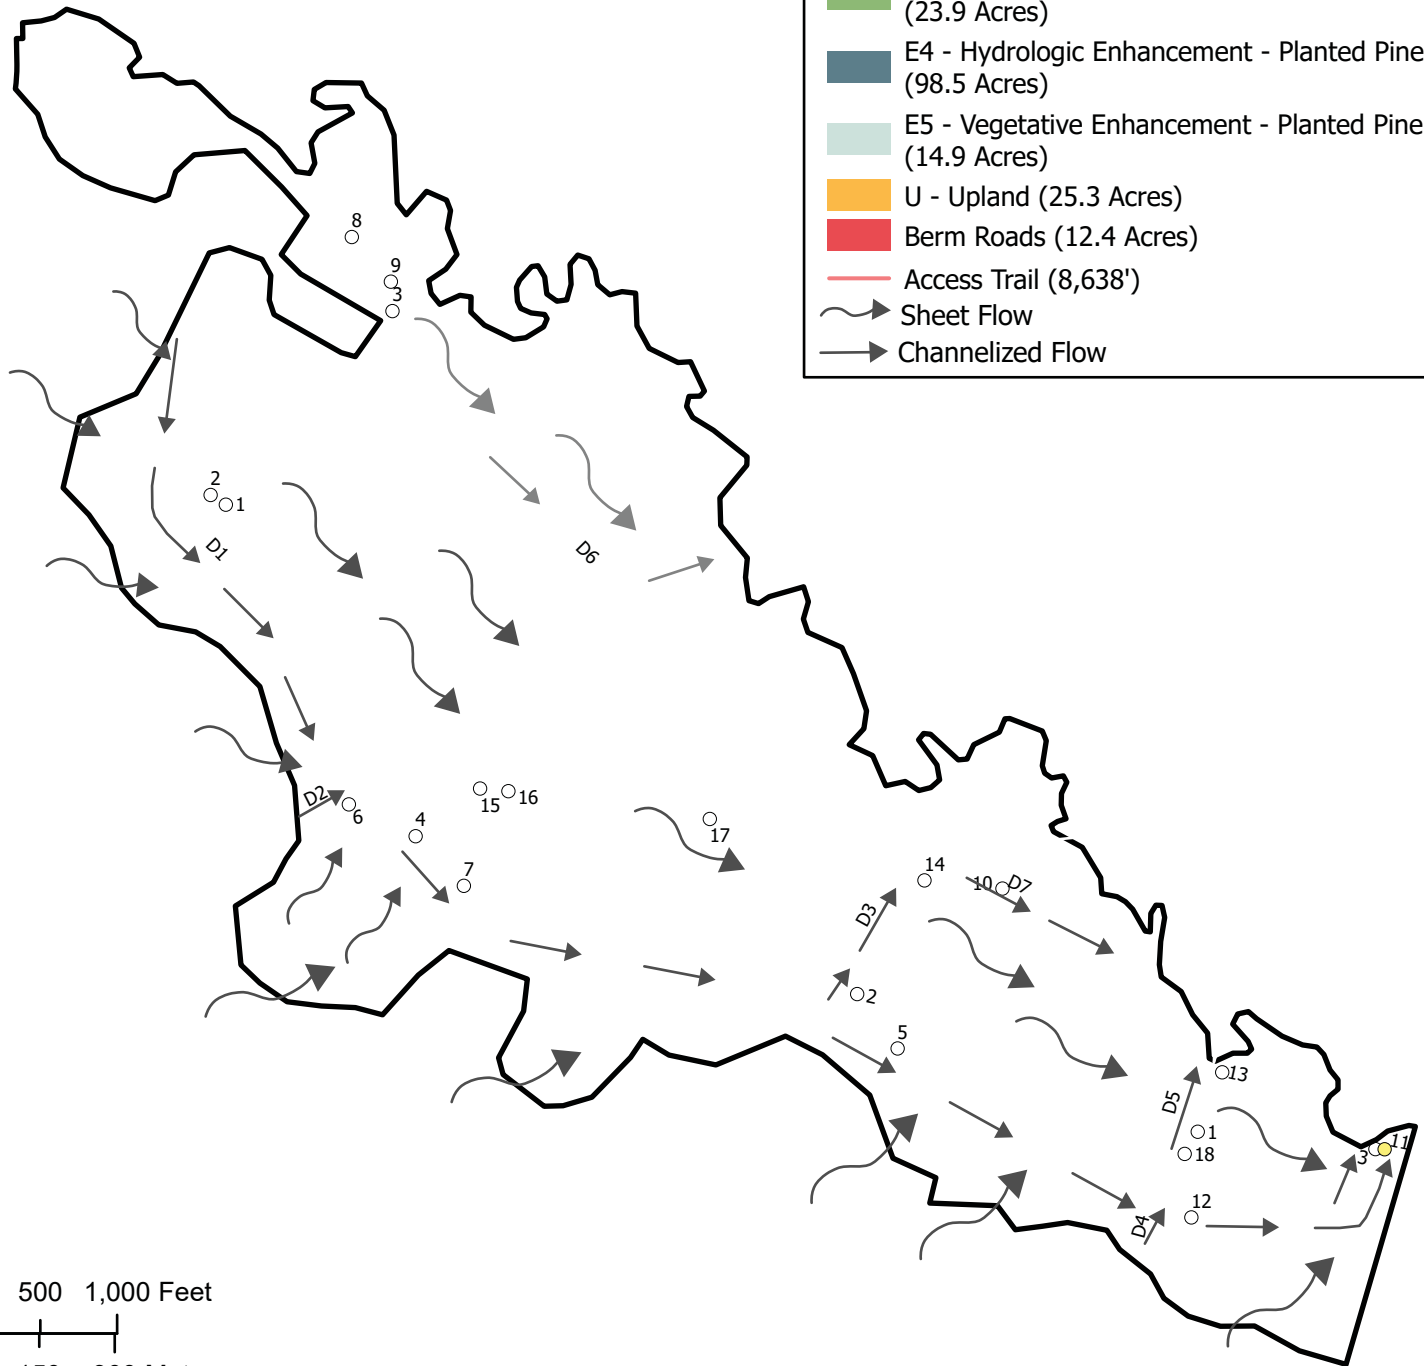 (23.9 Acres)
E4 - Hydrologic Enhancement - Planted Pine
(98.5 Acres)
E5 - Vegetative Enhancement - Planted Pine
(14.9 Acres)
U - Upland (25.3 Acres)
Berm Roads (12.4 Acres)
Access Trail (8,638')
Sheet Flow
Channelized Flow
8
9
3
2
1
D1
D6
D2
6
15
16
4
17
7
14
10
D7
D3
2
5
13
D5
1
18
3
11
12
D4
500 1,000 Feet